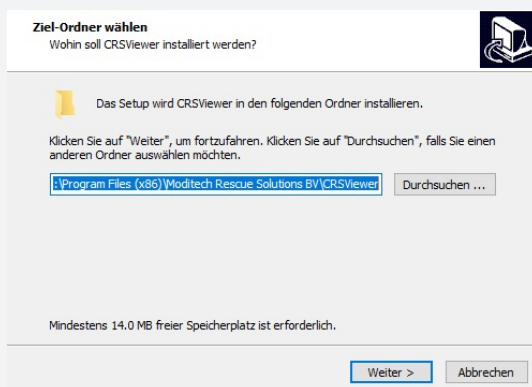 Ziel-Ordner wählen
Wohin soll CRSViewer installiert werden?
Das Setup wird CRSViewer in den folgenden Ordner installieren.
Klicken Sie auf "Weiter", um fortzufahren. Klicken Sie auf "Durchsuchen", falls Sie einen
anderen Ordner auswählen möchten.
:\Program Files (x86)\Moditech Rescue Solutions BV\CRSViewer Durchsuchen ...
Mindestens 14.0 MB freier Speicherplatz ist erforderlich.
Weiter > Abbrechen